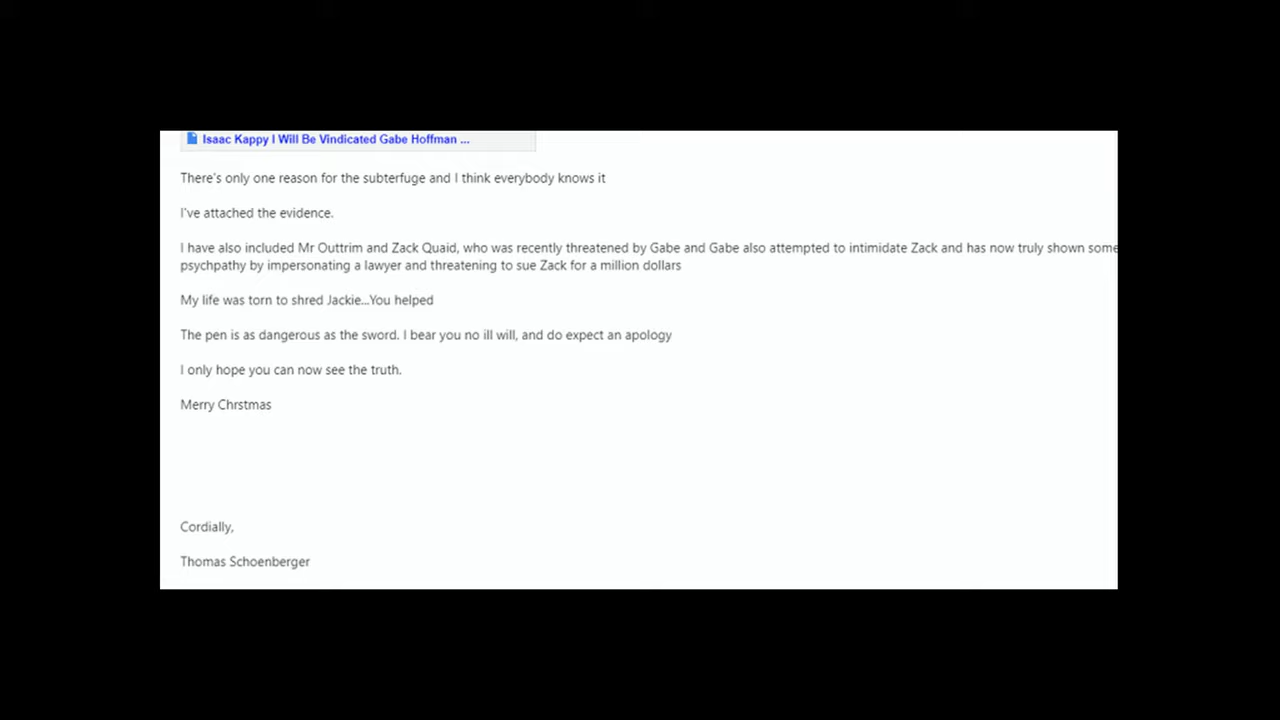 Isaac Kappy I Will Be Vindicated Gabe Hoffman ...
There's only one reason for the subterfuge and I think everybody knows it
I've attached the evidence.
I have also included Mr Outtrim and Zack Quaid, who was recently threatened by Gabe and Gabe also attempted to intimidate Zack and has now truly shown some
psychpathy by impersonating a lawyer and threatening to sue Zack for a million dollars
My life was torn to shred Jackie...You helped
The pen is as dangerous as the sword. I bear you no ill will, and do expect an apology
I only hope you can now see the truth.
Merry Chrstmas
Cordially,
Thomas Schoenberger